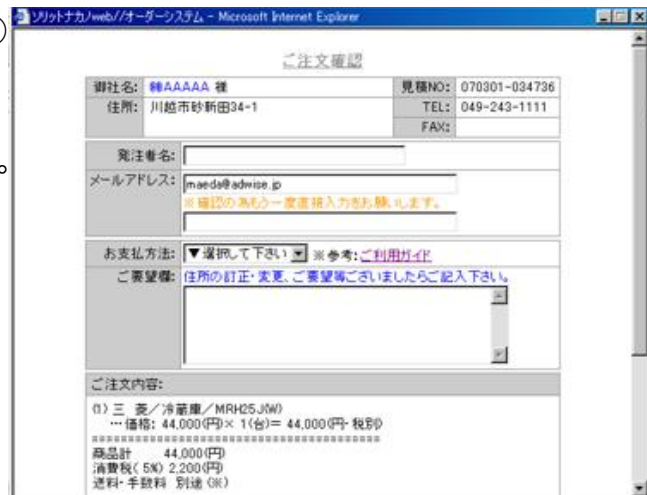 ソリットナカノweb//オーダーシステム - Microsoft Internet Explorer
ご注文確認
御社名: ㈱AAAAA 様 見積NO: 070301-034736
住所: 川越市砂新田34-1 TEL: 049-243-1111
FAX:
発注者名:
メールアドレス: maeda@adwise.jp
※確認の為もう一度直接入力をお願いします。
お支払方法: ▼選択して下さい ※参考:ご利用ガイド
ご要望欄: 住所の訂正・変更、ご要望等ございましたらご記入下さい。
ご注文内容:
(1) 三 菱／冷蔵庫／MRH25J(W)
…価格: 44,000(円)× 1(台)= 44,000(円・税別)
========================================
商品計 44,000(円)
消費税( 5%) 2,200(円)
送料・手数料 別途(※)